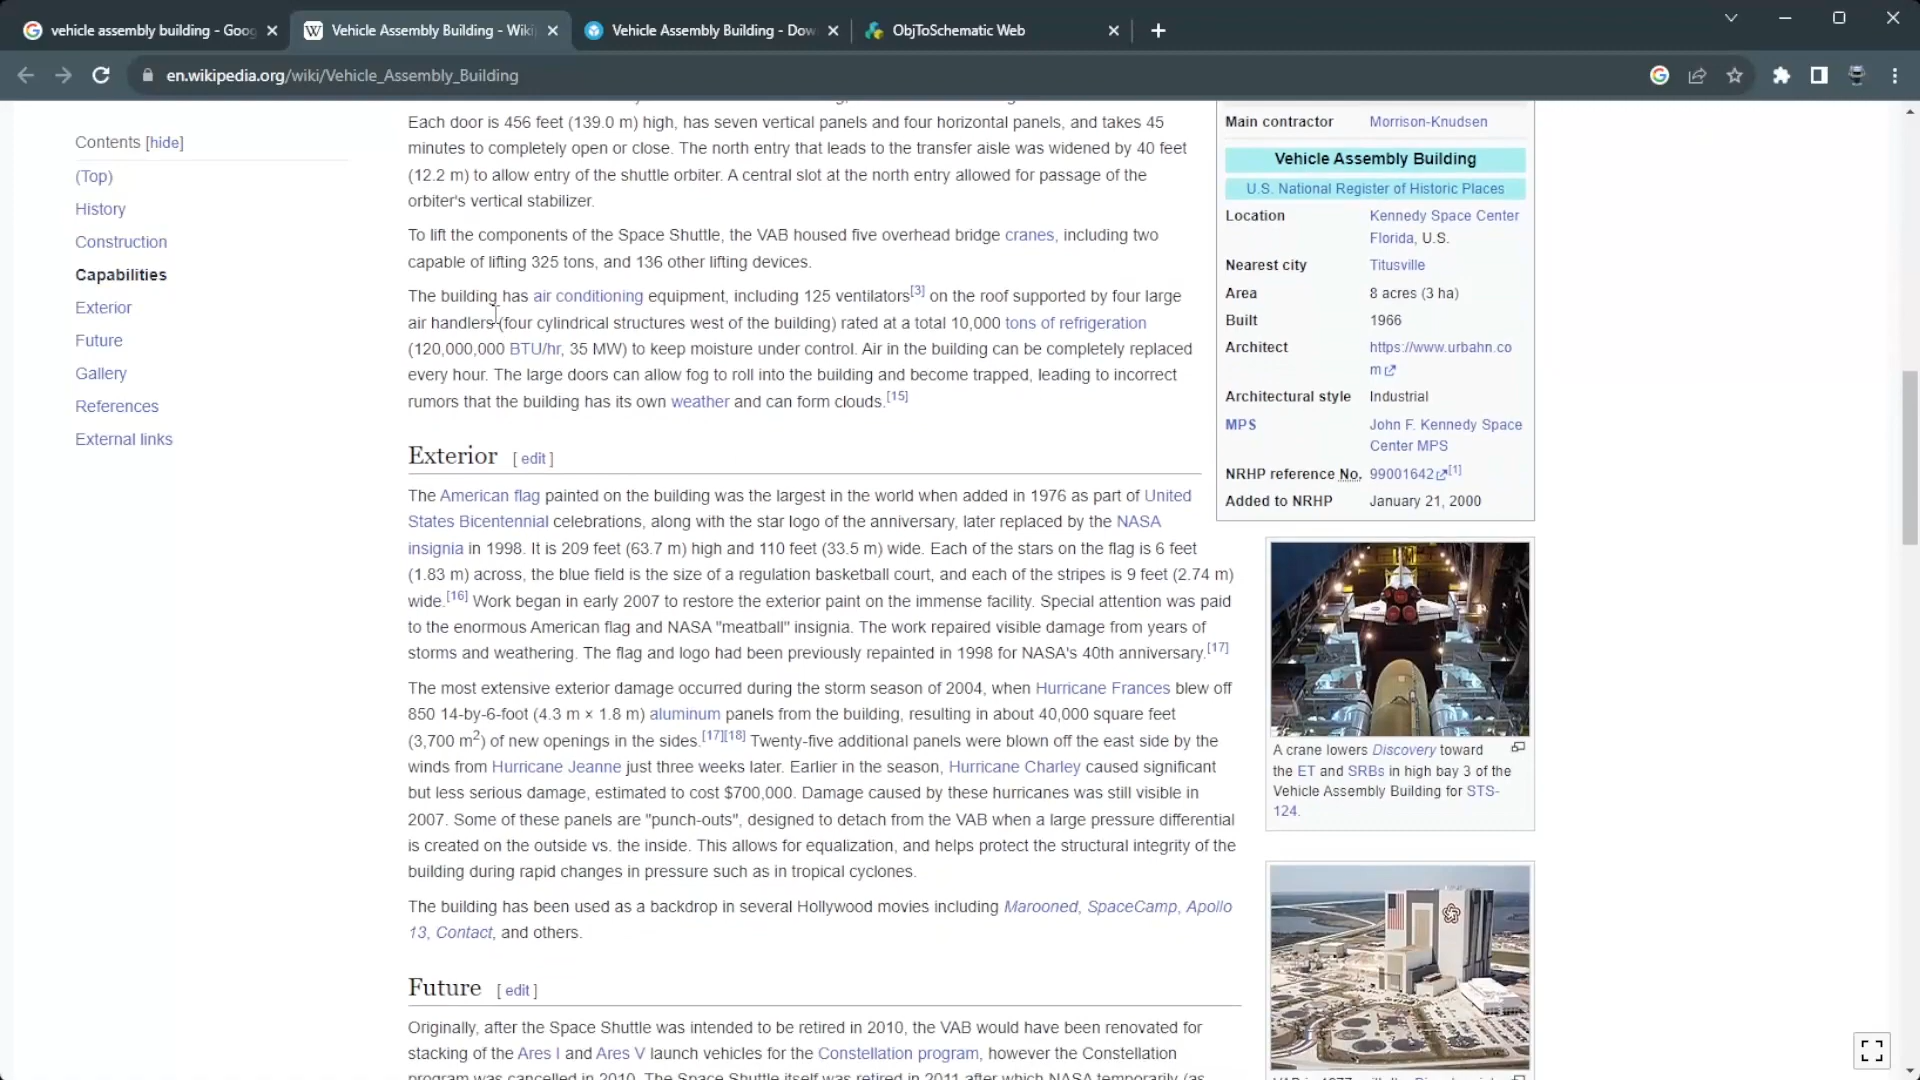 vehicle assembly building - Goog
Vehicle Assembly Building - Wiki
Vehicle Assembly Building - Dow
ObjToSchematic Web
en.wikipedia.org/wiki/Vehicle_Assembly_Building
Contents [hide]
(Top)
History
Construction
Capabilities
Exterior
Future
Gallery
References
External links
Each door is 456 feet (139.0 m) high, has seven vertical panels and four horizontal panels, and takes 45
minutes to completely open or close. The north entry that leads to the transfer aisle was widened by 40 feet
(12.2 m) to allow entry of the shuttle orbiter. A central slot at the north entry allowed for passage of the
orbiter's vertical stabilizer.
To lift the components of the Space Shuttle, the VAB housed five overhead bridge cranes, including two
capable of lifting 325 tons, and 136 other lifting devices.
The building has air conditioning equipment, including 125 ventilators[3] on the roof supported by four large
air handlers (four cylindrical structures west of the building) rated at a total 10,000 tons of refrigeration
(120,000,000 BTU/hr, 35 MW) to keep moisture under control. Air in the building can be completely replaced
every hour. The large doors can allow fog to roll into the building and become trapped, leading to incorrect
rumors that the building has its own weather and can form clouds.[15]
Exterior [ edit ]
The American flag painted on the building was the largest in the world when added in 1976 as part of United
States Bicentennial celebrations, along with the star logo of the anniversary, later replaced by the NASA
insignia in 1998. It is 209 feet (63.7 m) high and 110 feet (33.5 m) wide. Each of the stars on the flag is 6 feet
(1.83 m) across, the blue field is the size of a regulation basketball court, and each of the stripes is 9 feet (2.74 m)
wide.[16] Work began in early 2007 to restore the exterior paint on the immense facility. Special attention was paid
to the enormous American flag and NASA "meatball" insignia. The work repaired visible damage from years of
storms and weathering. The flag and logo had been previously repainted in 1998 for NASA's 40th anniversary.[17]
The most extensive exterior damage occurred during the storm season of 2004, when Hurricane Frances blew off
850 14-by-6-foot (4.3 m × 1.8 m) aluminum panels from the building, resulting in about 40,000 square feet
(3,700 m2) of new openings in the sides.[17][18] Twenty-five additional panels were blown off the east side by the
winds from Hurricane Jeanne just three weeks later. Earlier in the season, Hurricane Charley caused significant
but less serious damage, estimated to cost $700,000. Damage caused by these hurricanes was still visible in
2007. Some of these panels are "punch-outs", designed to detach from the VAB when a large pressure differential
is created on the outside vs. the inside. This allows for equalization, and helps protect the structural integrity of the
building during rapid changes in pressure such as in tropical cyclones.
The building has been used as a backdrop in several Hollywood movies including Marooned, SpaceCamp, Apollo
13, Contact, and others.
Future [ edit ]
Originally, after the Space Shuttle was intended to be retired in 2010, the VAB would have been renovated for
stacking of the Ares I and Ares V launch vehicles for the Constellation program, however the Constellation
program was cancelled in 2010. The Space Shuttle itself was retired in 2011 after which NASA temporarily (as
Main contractor Morrison-Knudsen
Vehicle Assembly Building
U.S. National Register of Historic Places
Location Kennedy Space Center
Florida, U.S.
Nearest city Titusville
Area 8 acres (3 ha)
Built 1966
Architect https://www.urbahn.co
m
Architectural style Industrial
MPS John F. Kennedy Space
Center MPS
NRHP reference No. 99001642[1]
Added to NRHP January 21, 2000
A crane lowers Discovery toward
the ET and SRBs in high bay 3 of the
Vehicle Assembly Building for STS-
124.